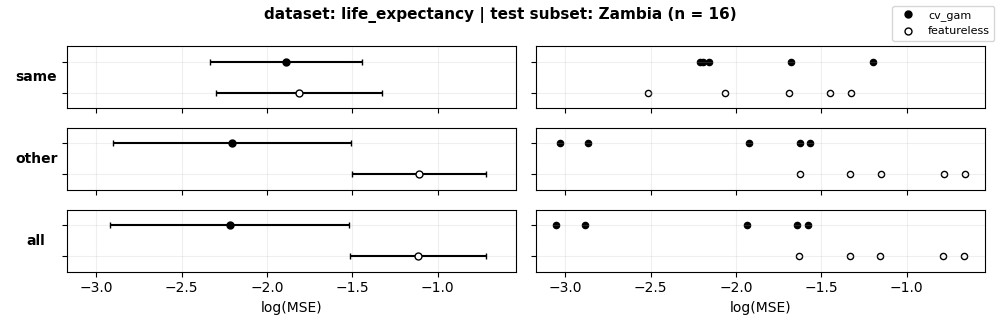 dataset: life_expectancy | test subset: Zambia (n = 16)
cv_gam
featureless
same
other
all
−3.0 −2.5 −2.0 −1.5 −1.0
−3.0 −2.5 −2.0 −1.5 −1.0
log(MSE)
log(MSE)